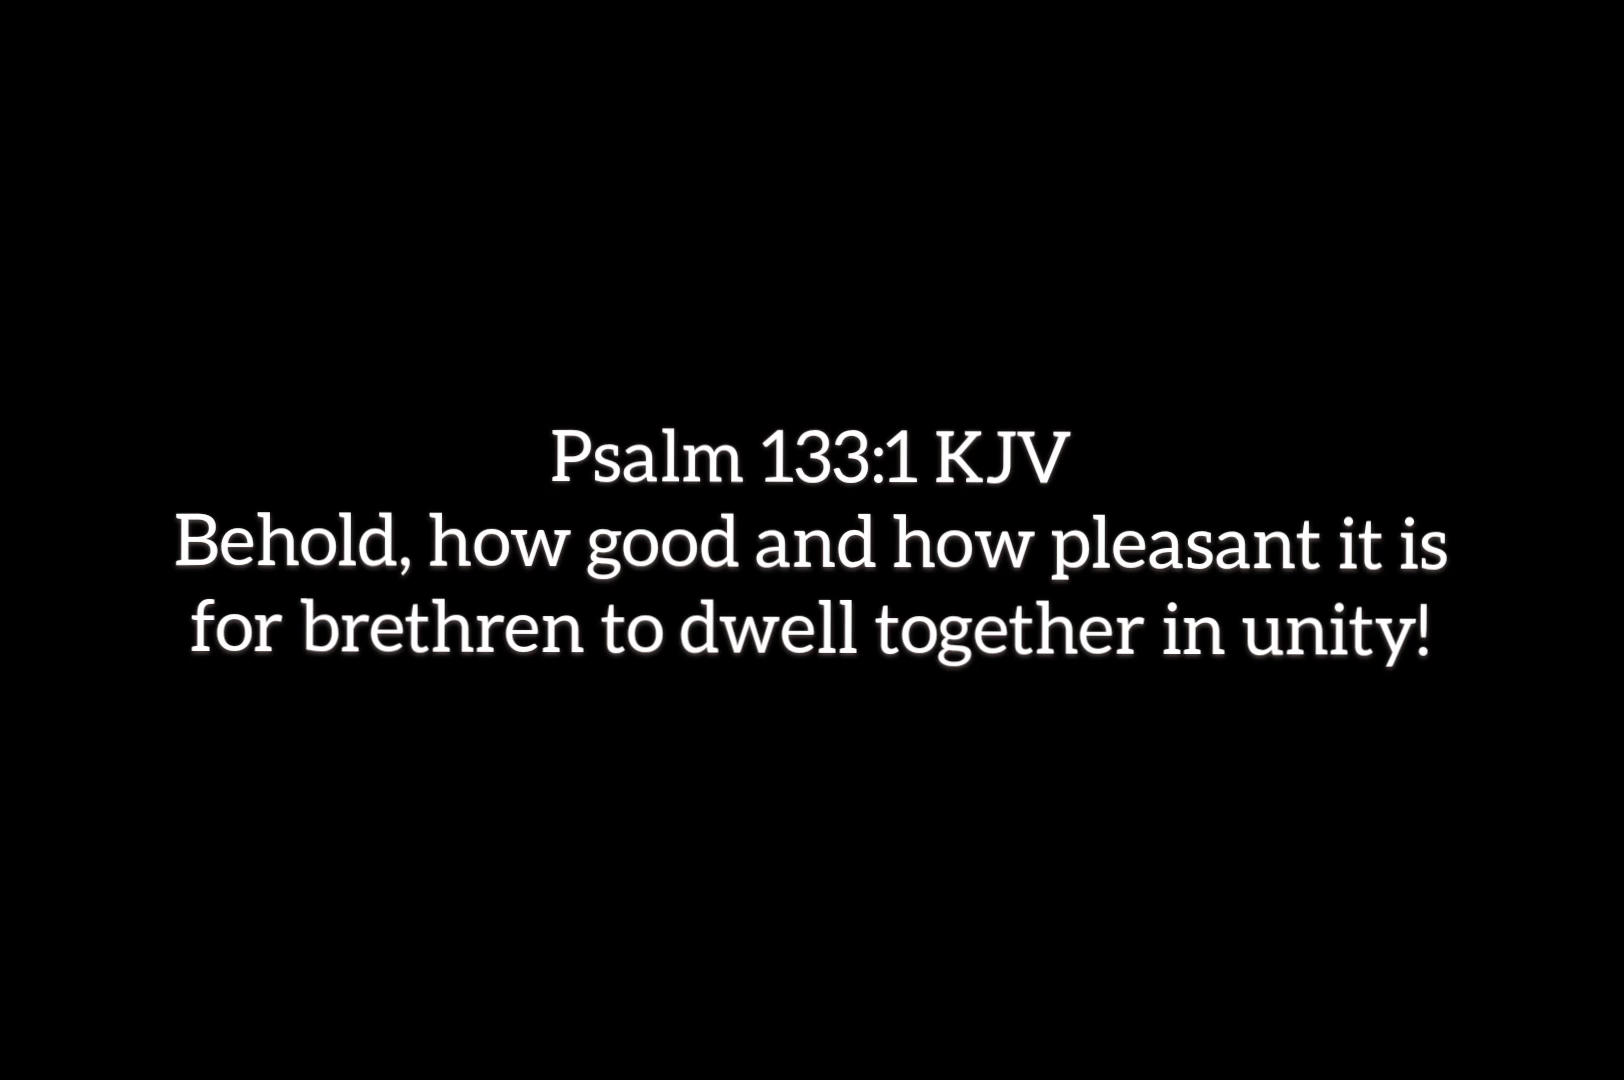 Psalm 133:1 KJV
Behold, how good and how pleasant it is
for brethren to dwell together in unity!